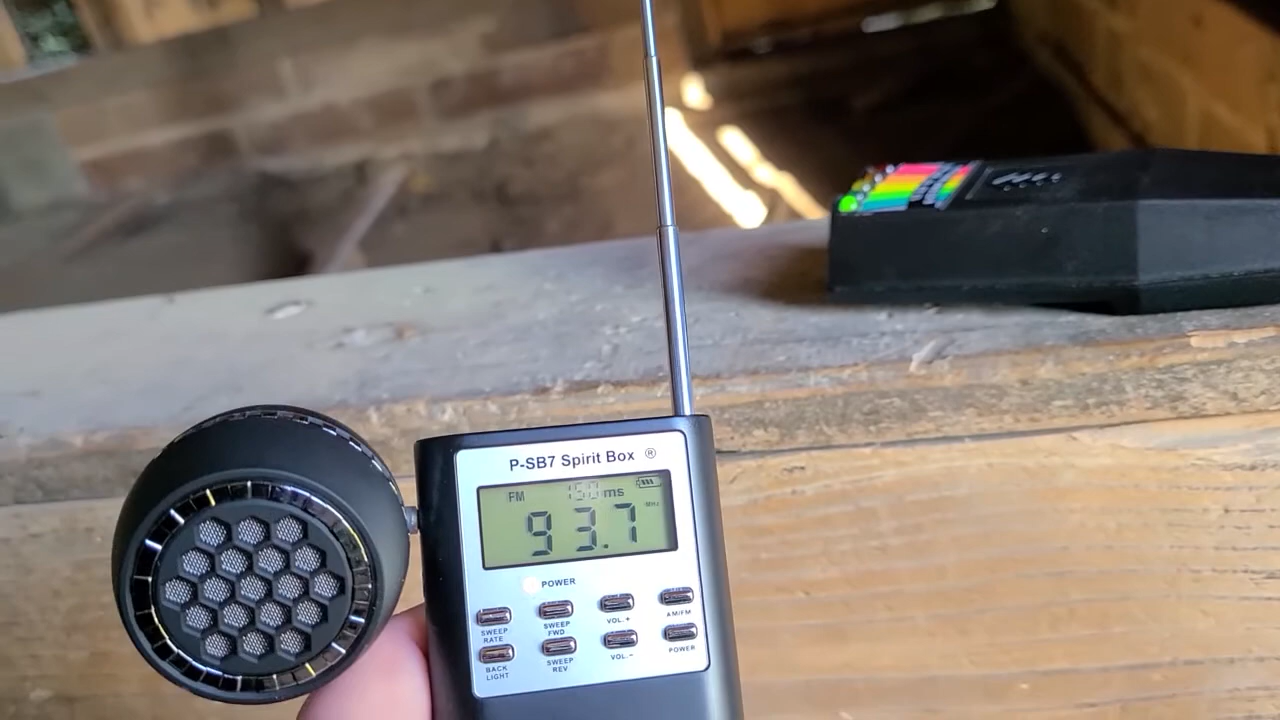 P-SB7 Spirit Box ®
FM 150 ms
93.7 MHz
POWER
SWEEP RATE
SWEEP FWD
VOL.+
AM/FM
BACK LIGHT
SWEEP REV
VOL.-
POWER